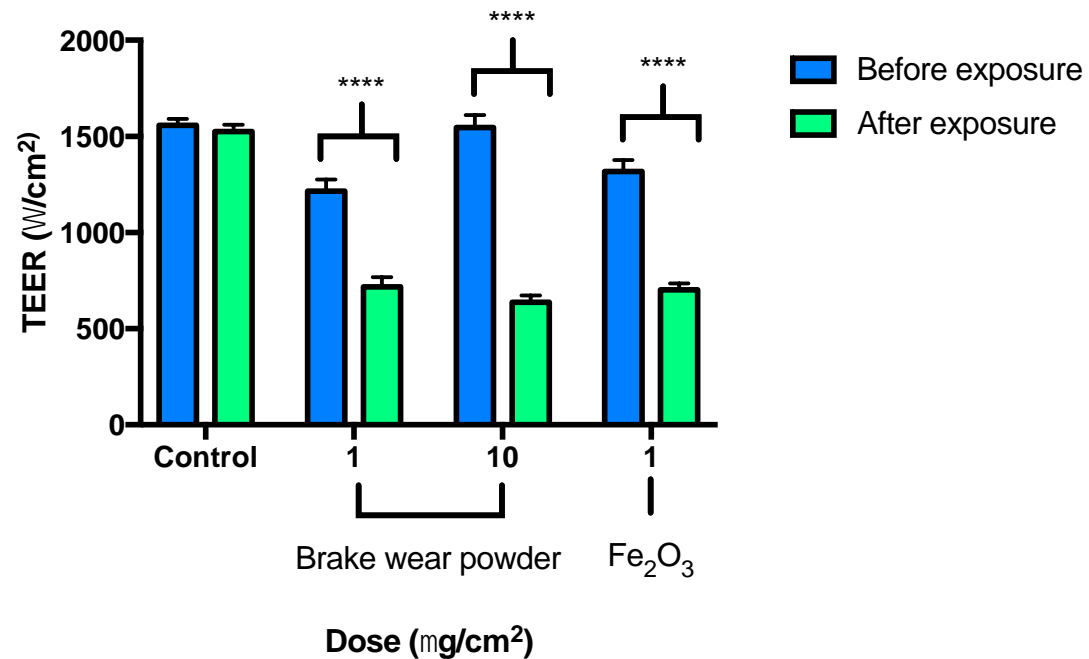 ****
****
****
2000
1500
1000
500
0
TEER (W/cm²)
Before exposure
After exposure
Control
1
10
1
Brake wear powder
Fe₂O₃
Dose (mg/cm²)